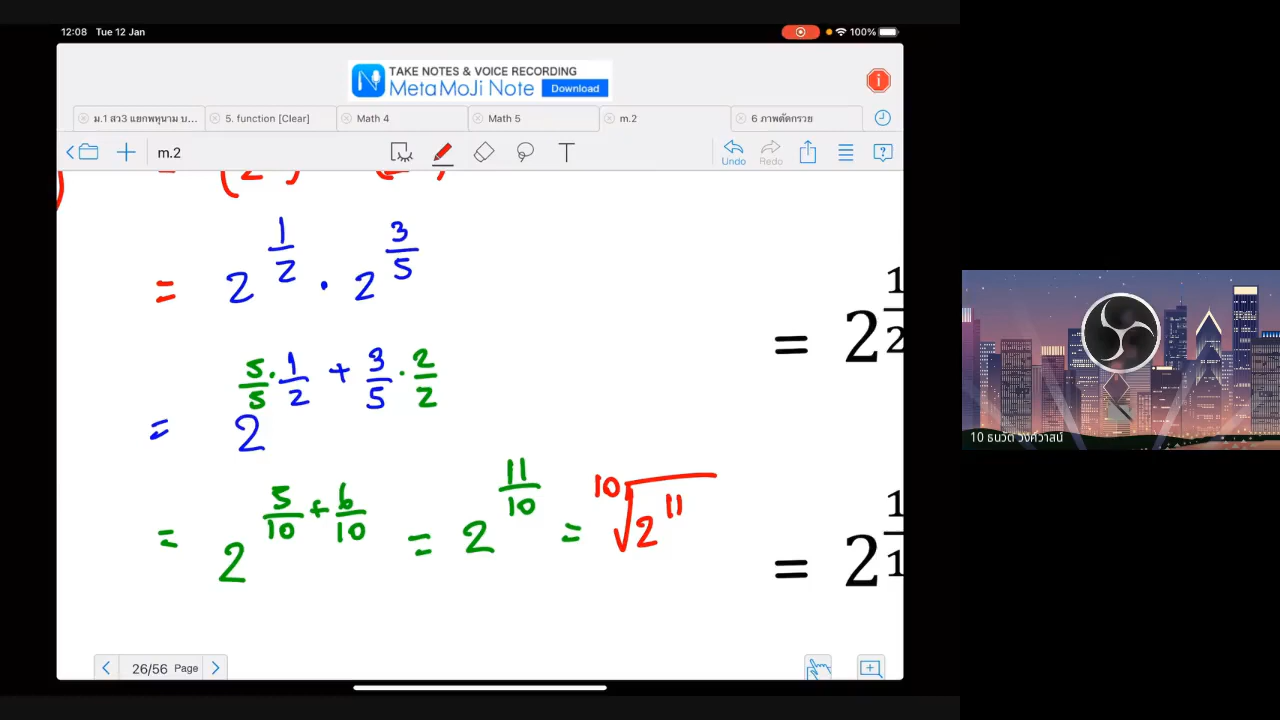 12:08 Tue 12 Jan 100%
TAKE NOTES & VOICE RECORDING
MetaMoJi Note Download
ม.1 สว3 แยกพหุนาม บ... 5. function [Clear] Math 4 Math 5 m.2 6 ภาพตัดกรวย
m.2 T Undo Redo
= 2^(1/2) · 2^(3/5)
= 2^(5/5 · 1/2 + 3/5 · 2/2)
= 2^(5/10 + 6/10) = 2^(11/10) = ¹⁰√2^11
= 2
= 2
10 ธนวัต วงศ์วาสน์
26/56 Page